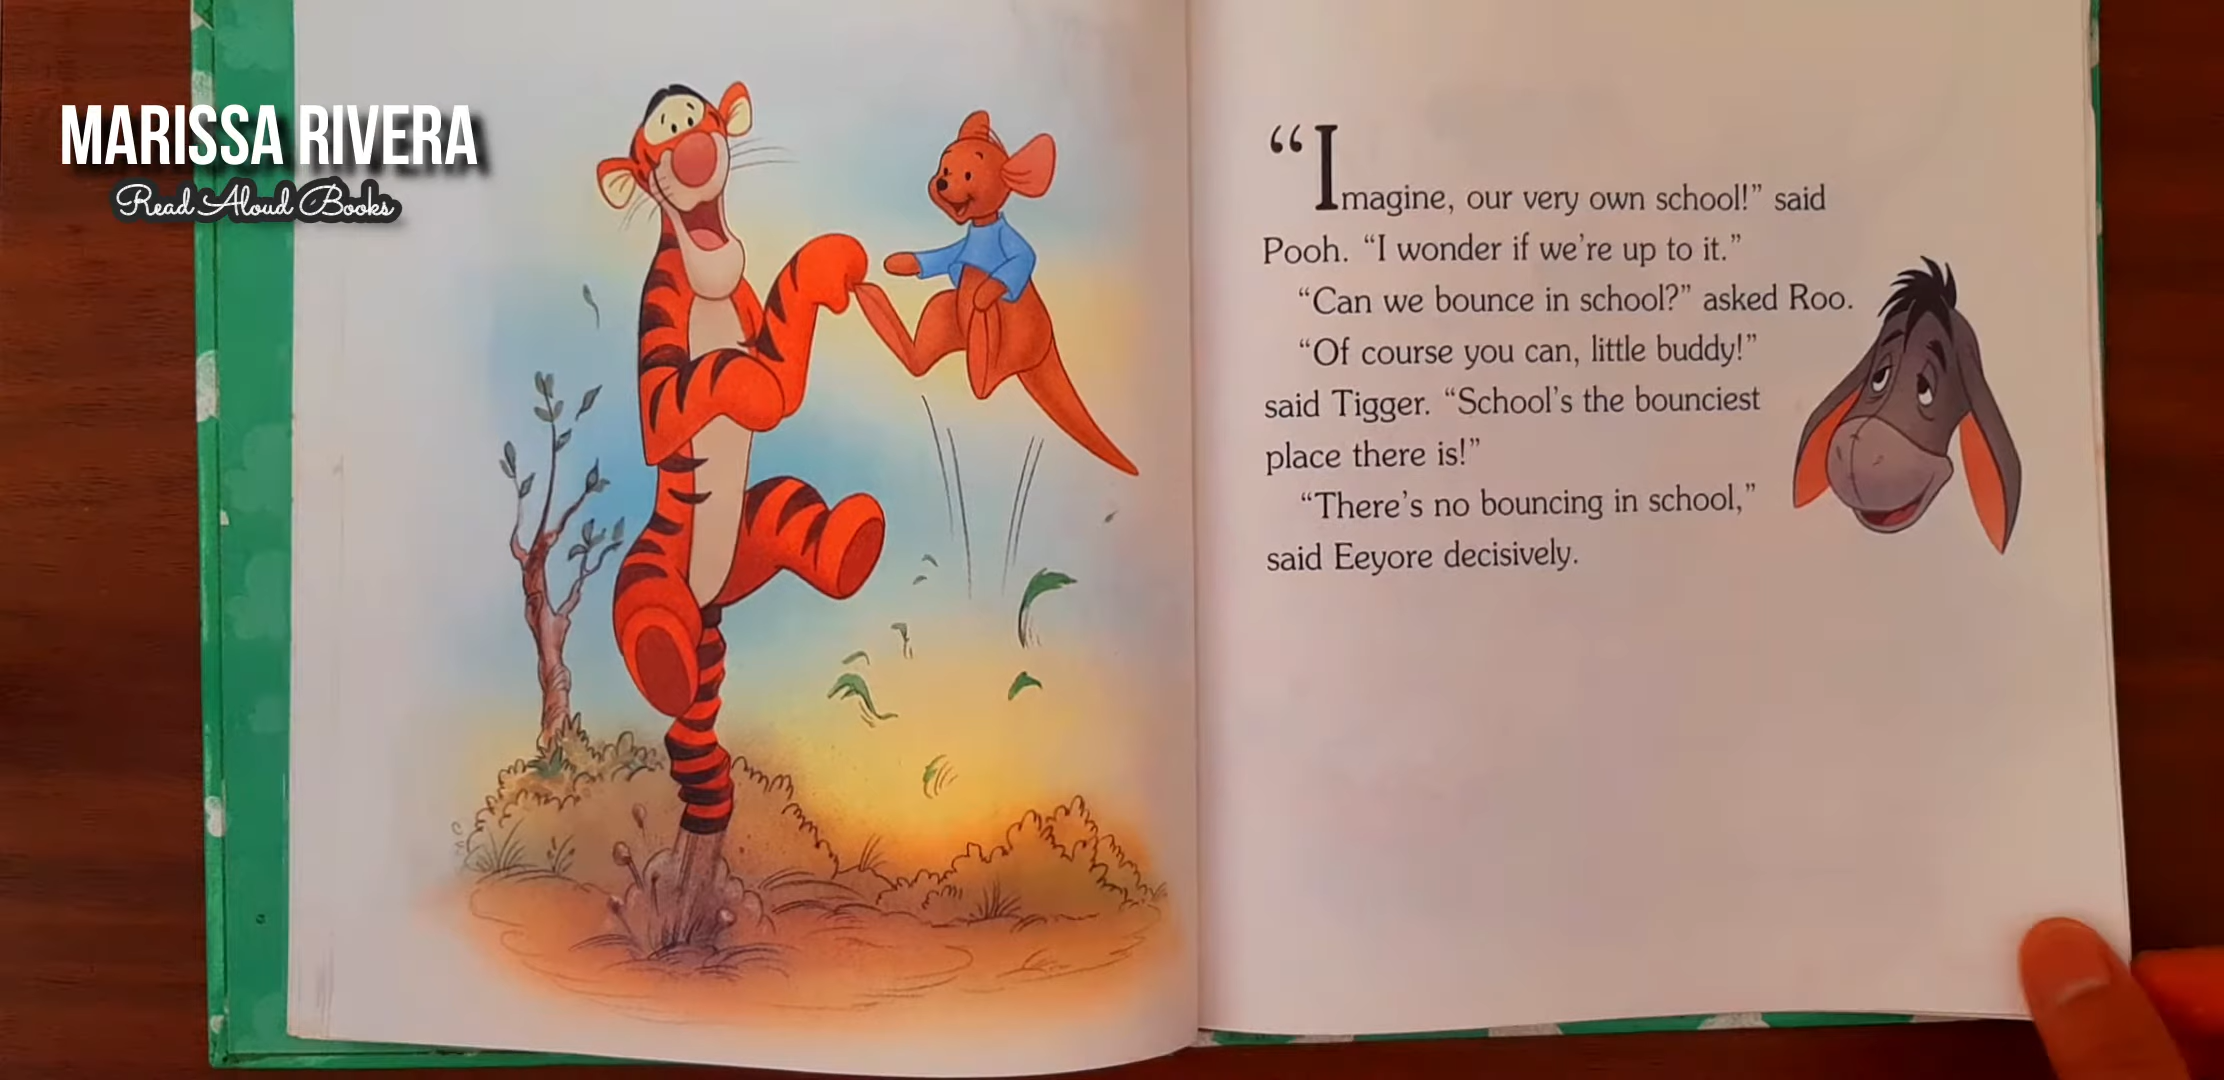 MARISSA RIVERA
Read Aloud Books
“Imagine, our very own school!” said
Pooh. “I wonder if we’re up to it.”
“Can we bounce in school?” asked Roo.
“Of course you can, little buddy!”
said Tigger. “School’s the bounciest
place there is!”
“There’s no bouncing in school,”
said Eeyore decisively.